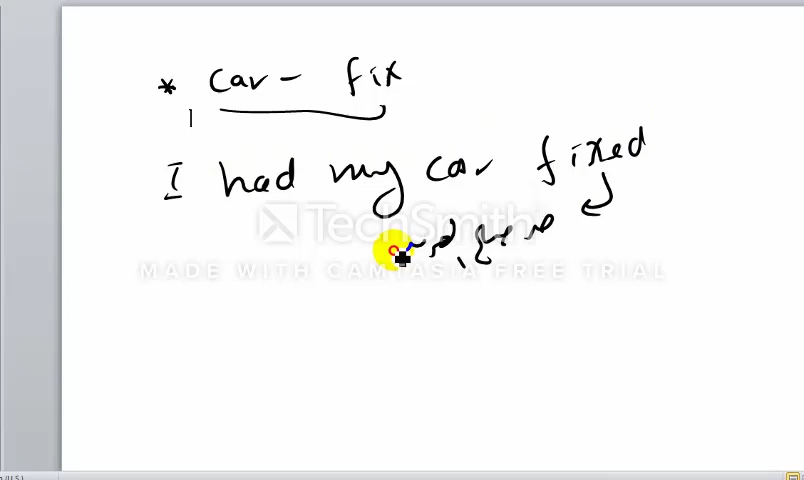 * Car – fix
I had my car fixed
TechSmith
MADE WITH CAMTASIA FREE TRIAL